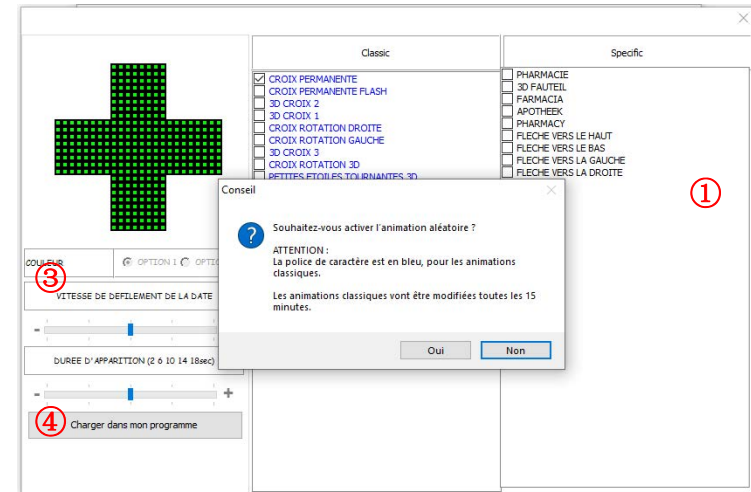 Classic
Specific
CROIX PERMANENTE
CROIX PERMANENTE FLASH
3D CROIX 2
3D CROIX 1
CROIX ROTATION DROITE
CROIX ROTATION GAUCHE
3D CROIX 3
CROIX ROTATION 3D
PETITES ETOILES TOURNANTES 3D
PHARMACIE
3D FAUTEIL
FARMACIA
APOTHEEK
PHARMACY
FLECHE VERS LE HAUT
FLECHE VERS LE BAS
FLECHE VERS LA GAUCHE
FLECHE VERS LA DROITE
①
Conseil
Souhaitez-vous activer l'animation aléatoire ?
ATTENTION :
La police de caractère est en bleu, pour les animations
classiques.
Les animations classiques vont être modifiées toutes les 15
minutes.
Oui
Non
COULEUR
OPTION 1
③
VITESSE DE DEFILEMENT DE LA DATE
-
DUREE D'APPARITION (2 6 10 14 18sec)
- +
④
Charger dans mon programme